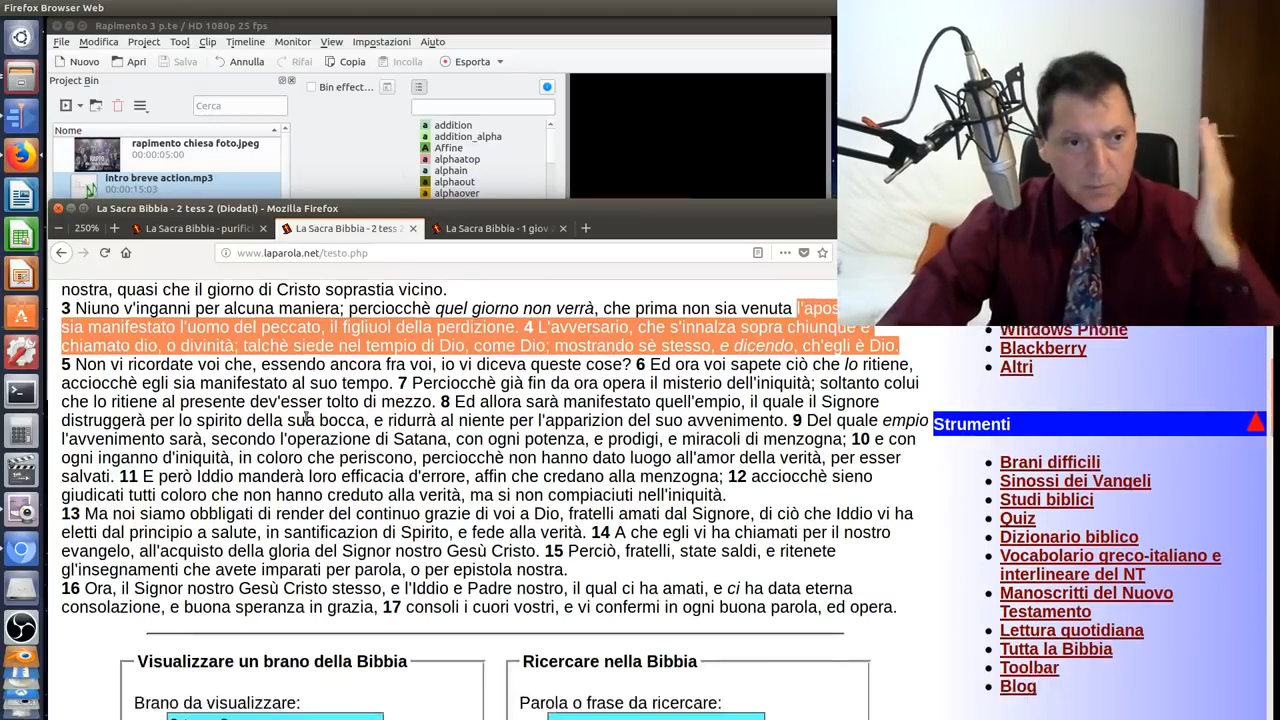 Firefox Browser Web
Rapimento 3 p.te / HD 1080p 25 fps
File Modifica Project Tool Clip Timeline Monitor View Impostazioni Aiuto
Nuovo Apri Salva Annulla Rifai Copia Incolla Esporta
Project Bin
Bin effect...
Cerca
Nome
rapimento chiesa foto.jpeg
00:00:05:00
intro breve action.mp3
00:00:15:03
addition
addition_alpha
Affine
alphaatop
alphain
alphaout
alphaover
La Sacra Bibbia - 2 tess 2 (Diodati) - Mozilla Firefox
250%
La Sacra Bibbia - purific
La Sacra Bibbia - 2 tess 2
La Sacra Bibbia - 1 giov
www.laparola.net/testo.php
nostra, quasi che il giorno di Cristo soprastia vicino.
3 Niuno v'inganni per alcuna maniera; perciocchè quel giorno non verrà, che prima non sia venuta l'apos
sia manifestato l'uomo del peccato, il figliuol della perdizione. 4 L'avversario, che s'innalza sopra chiunque è
chiamato dio, o divinità; talchè siede nel tempio di Dio, come Dio; mostrando sè stesso, e dicendo, ch'egli è Dio.
5 Non vi ricordate voi che, essendo ancora fra voi, io vi diceva queste cose? 6 Ed ora voi sapete ciò che lo ritiene,
acciocchè egli sia manifestato al suo tempo. 7 Perciocchè già fin da ora opera il misterio dell'iniquità; soltanto colui
che lo ritiene al presente dev'esser tolto di mezzo. 8 Ed allora sarà manifestato quell'empio, il quale il Signore
distruggerà per lo spirito della sua bocca, e ridurrà al niente per l'apparizion del suo avvenimento. 9 Del quale empio
l'avvenimento sarà, secondo l'operazione di Satana, con ogni potenza, e prodigi, e miracoli di menzogna; 10 e con
ogni inganno d'iniquità, in coloro che periscono, perciocchè non hanno dato luogo all'amor della verità, per esser
salvati. 11 E però Iddio manderà loro efficacia d'errore, affin che credano alla menzogna; 12 acciocchè sieno
giudicati tutti coloro che non hanno creduto alla verità, ma si son compiaciuti nell'iniquità.
13 Ma noi siamo obbligati di render del continuo grazie di voi a Dio, fratelli amati dal Signore, di ciò che Iddio vi ha
eletti dal principio a salute, in santificazion di Spirito, e fede alla verità. 14 A che egli vi ha chiamati per il nostro
evangelo, all'acquisto della gloria del Signor nostro Gesù Cristo. 15 Perciò, fratelli, state saldi, e ritenete
gl'insegnamenti che avete imparati per parola, o per epistola nostra.
16 Ora, il Signor nostro Gesù Cristo stesso, e l'Iddio e Padre nostro, il qual ci ha amati, e ci ha data eterna
consolazione, e buona speranza in grazia, 17 consoli i cuori vostri, e vi confermi in ogni buona parola, ed opera.
Visualizzare un brano della Bibbia
Brano da visualizzare:
Ricercare nella Bibbia
Parola o frase da ricercare:
Windows Phone
Blackberry
Altri
Strumenti
Brani difficili
Sinossi dei Vangeli
Studi biblici
Quiz
Dizionario biblico
Vocabolario greco-italiano e
interlineare del NT
Manoscritti del Nuovo
Testamento
Lettura quotidiana
Tutta la Bibbia
Toolbar
Blog